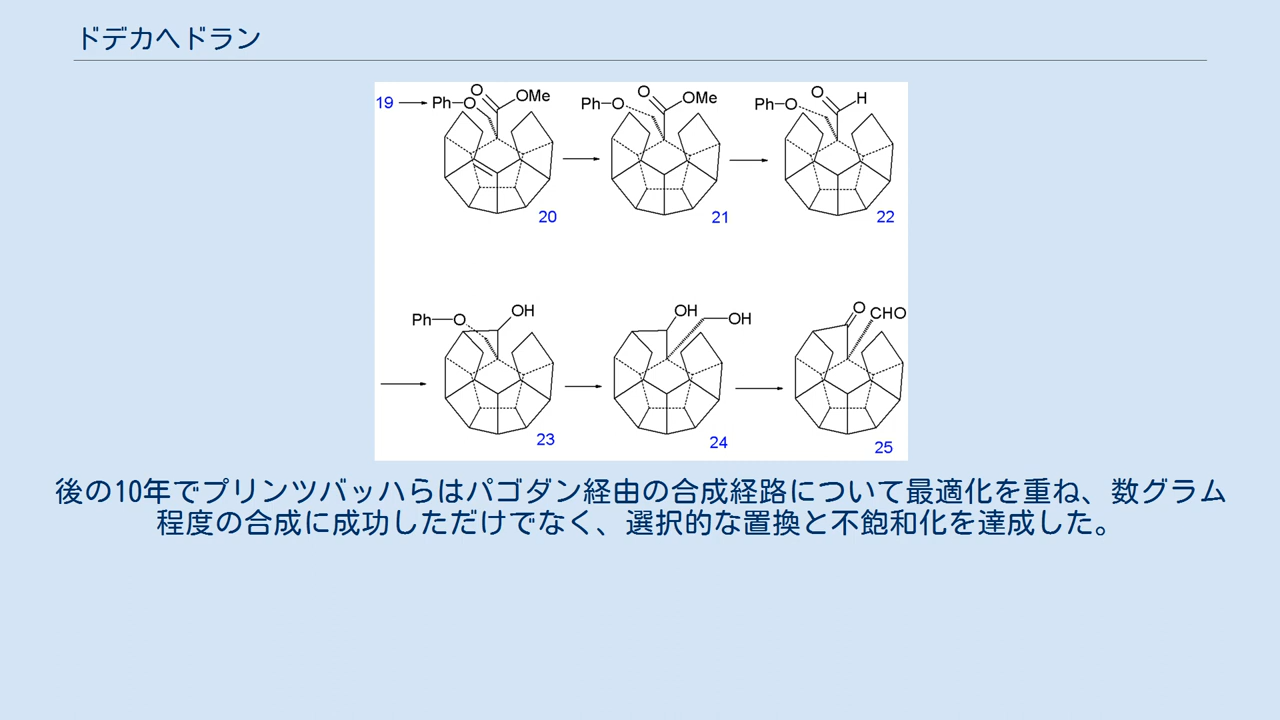 ドデカヘドラン
19 Ph O O OMe Ph O O OMe Ph O O H
20 21 22
Ph O OH OH OH O CHO
23 24 25
後の10年でプリンツバッハらはパゴダン経由の合成経路について最適化を重ね、数グラム
程度の合成に成功しただけでなく、選択的な置換と不飽和化を達成した。